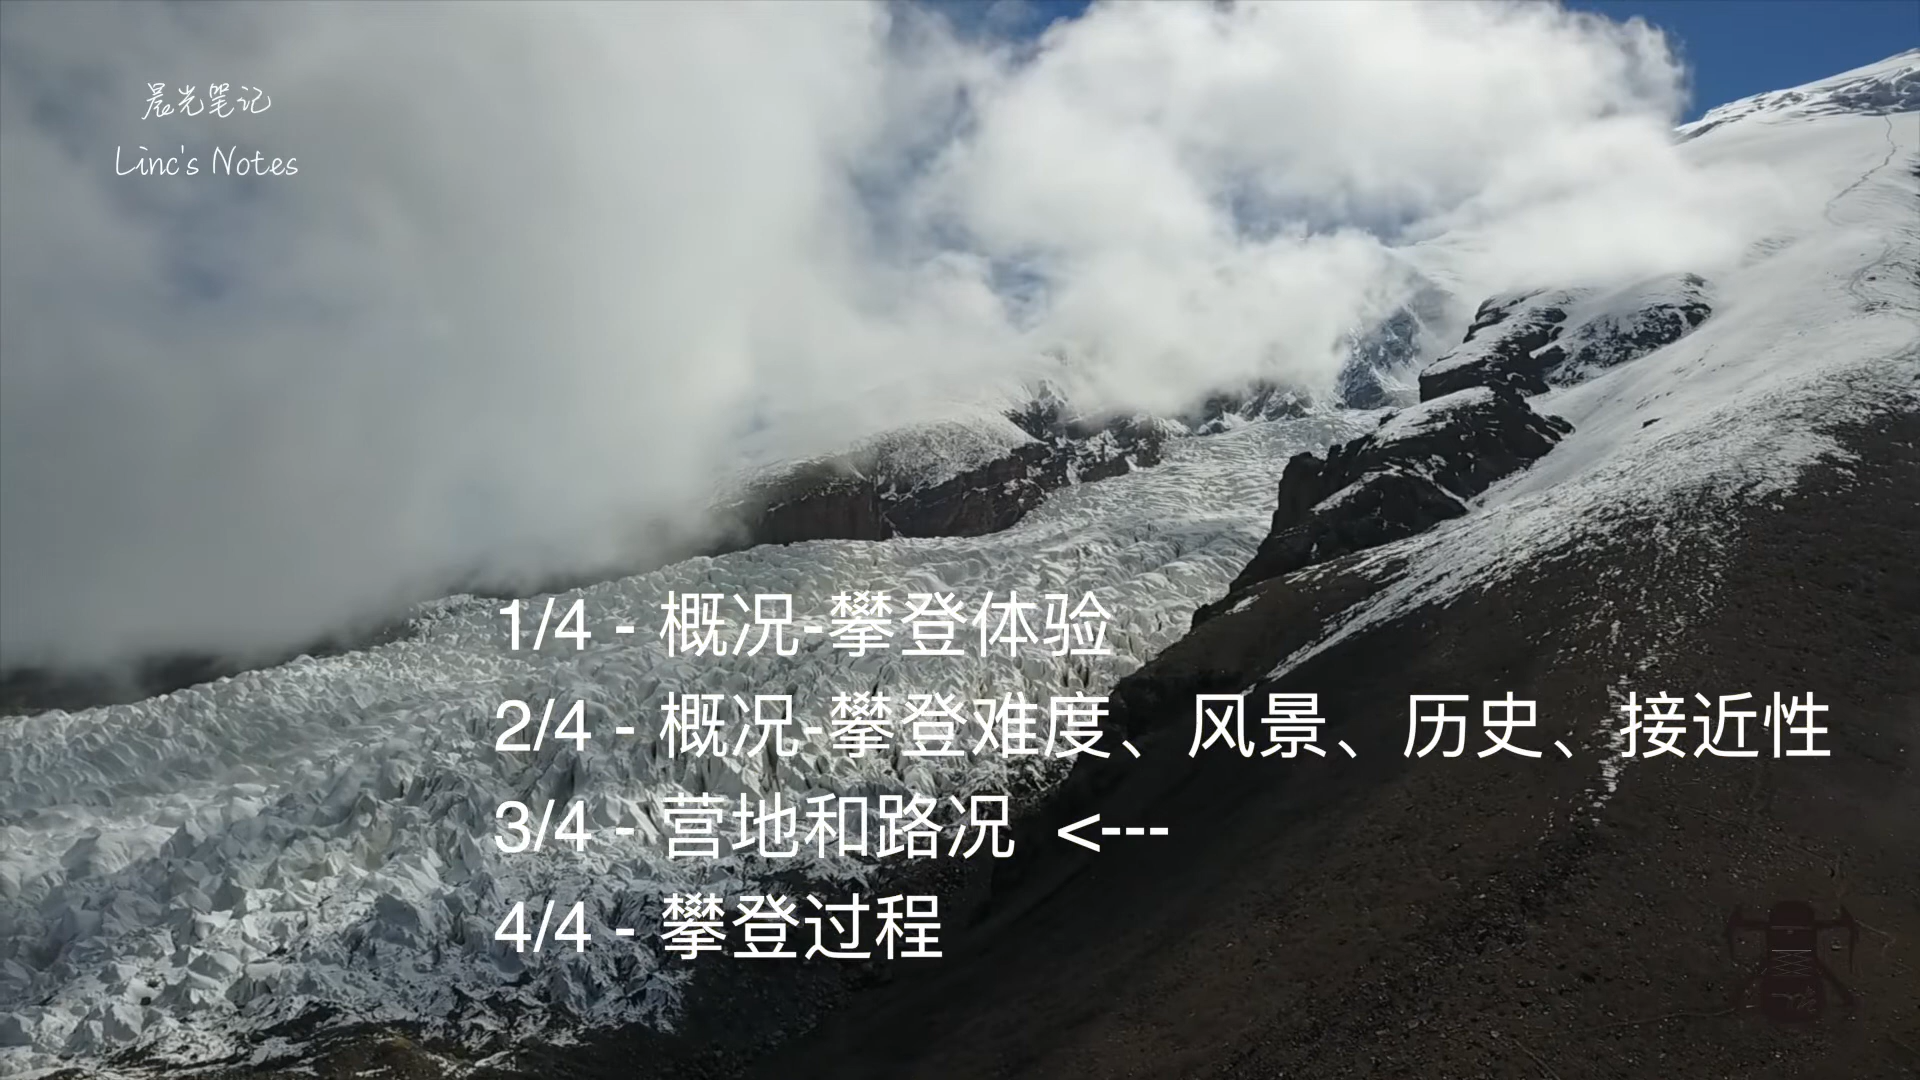 晨光笔记
Linc's Notes
1/4 - 概况-攀登体验
2/4 - 概况-攀登难度、风景、历史、接近性
3/4 - 营地和路况 <---
4/4 - 攀登过程